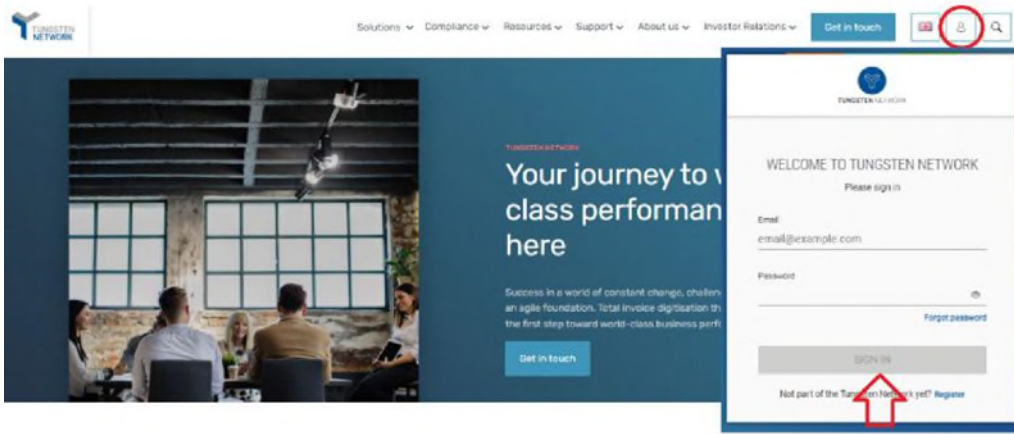 TUNGSTEN
NETWORK
Solutions Compliance Resources Support About us Investor Relations Get in touch
TUNGSTEN NETWORK
Your journey to
class performan
here
Success in a world of constant change, challen
an agile foundation. Total invoice digitisation th
the first step toward world-class business perf
Get in touch
TUNGSTEN NETWORK
WELCOME TO TUNGSTEN NETWORK
Please sign in
Email
email@example.com
Password
Forgot password
SIGN IN
Not part of the Tungsten Network yet? Register